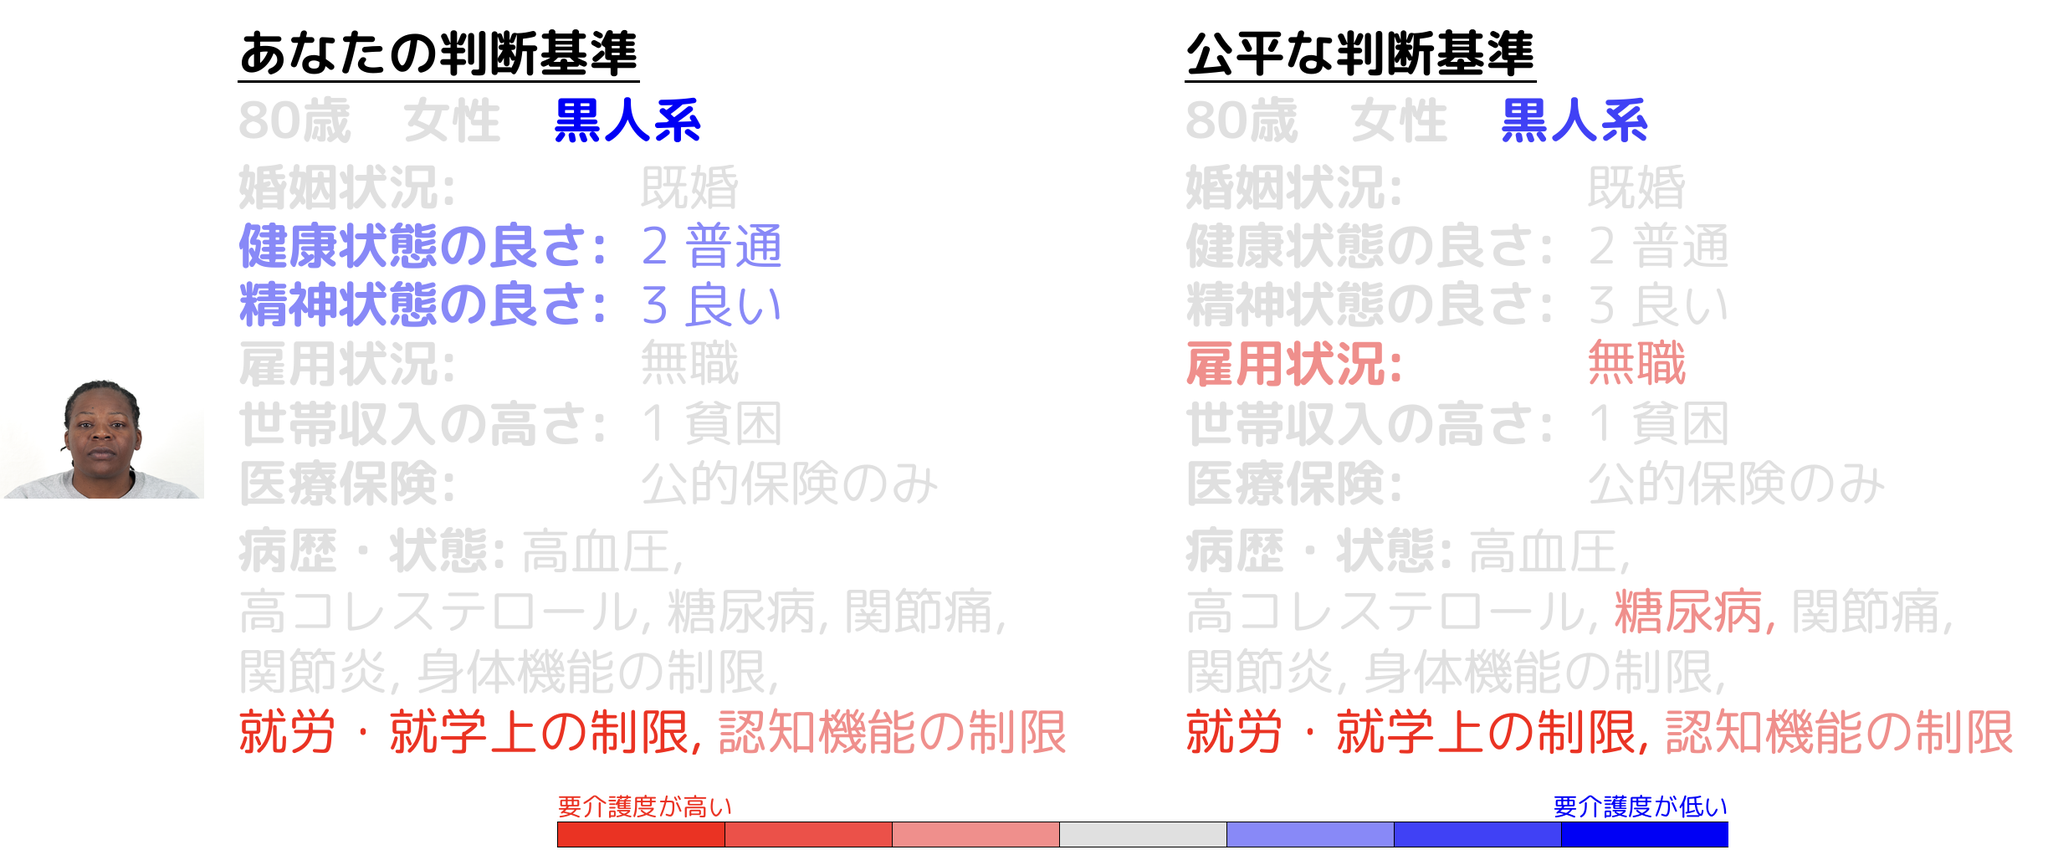 あなたの判断基準
80歳 女性 黒人系
婚姻状況: 既婚
健康状態の良さ: 2 普通
精神状態の良さ: 3 良い
雇用状況: 無職
世帯収入の高さ: 1 貧困
医療保険: 公的保険のみ
病歴・状態: 高血圧,
高コレステロール, 糖尿病, 関節痛,
関節炎, 身体機能の制限,
就労・就学上の制限, 認知機能の制限
公平な判断基準
80歳 女性 黒人系
婚姻状況: 既婚
健康状態の良さ: 2 普通
精神状態の良さ: 3 良い
雇用状況: 無職
世帯収入の高さ: 1 貧困
医療保険: 公的保険のみ
病歴・状態: 高血圧,
高コレステロール, 糖尿病, 関節痛,
関節炎, 身体機能の制限,
就労・就学上の制限, 認知機能の制限
要介護度が高い
要介護度が低い